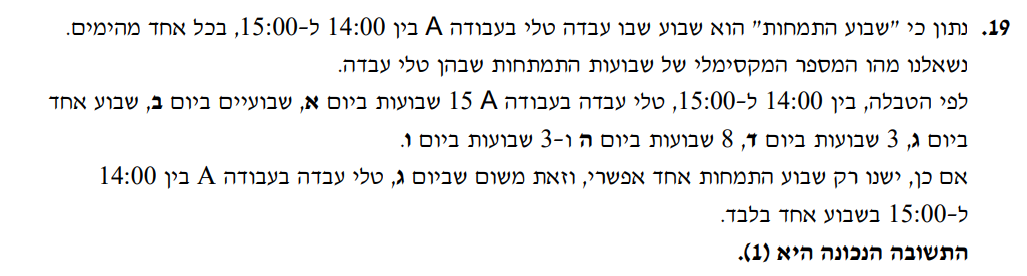 19. נתון כי "שבוע התמחות" הוא שבוע שבו עבדה טלי בעבודה A בין 14:00 ל-15:00, בכל אחד מהימים.
נשאלנו מהו המספר המקסימלי של שבועות התמתחות שבהן טלי עבדה.
לפי הטבלה, בין 14:00 ל-15:00, טלי עבדה בעבודה A 15 שבועות ביום א, שבועיים ביום ב, שבוע אחד
ביום ג, 3 שבועות ביום ד, 8 שבועות ביום ה ו-3 שבועות ביום ו.
אם כן, ישנו רק שבוע התמחות אחד אפשרי, וזאת משום שביום ג, טלי עבדה בעבודה A בין 14:00
ל-15:00 בשבוע אחד בלבד.
התשובה הנכונה היא (1).